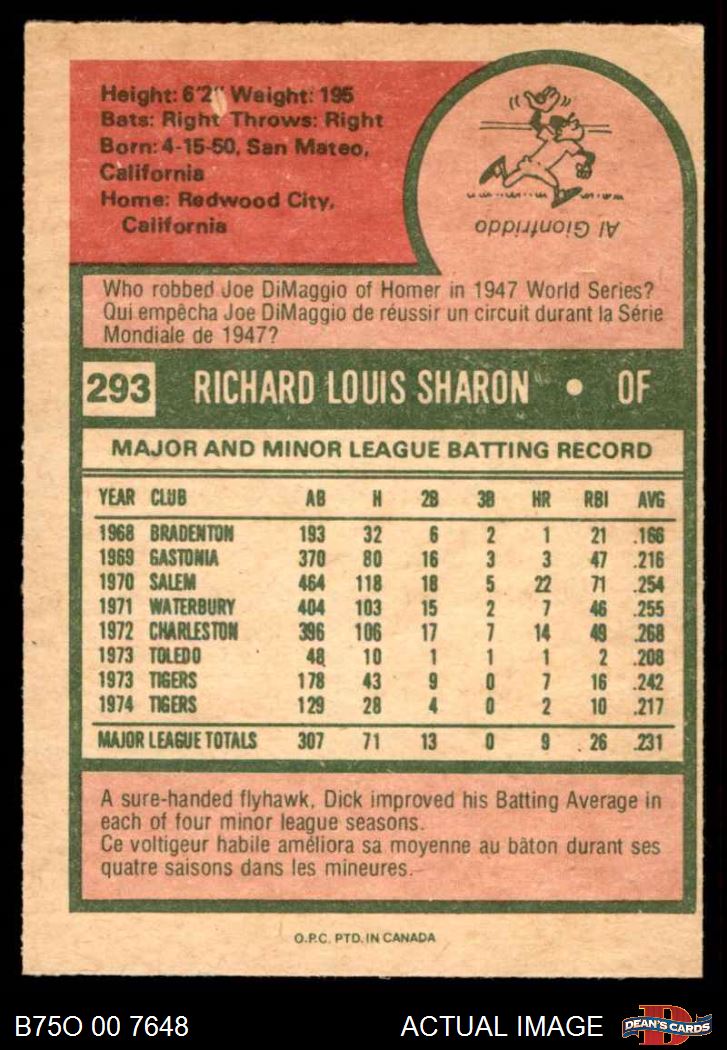 Height: 6'2" Weight: 195
Bats: Right Throws: Right
Born: 4-15-50, San Mateo,
California
Home: Redwood City,
California
Al Gionfriddo
Who robbed Joe DiMaggio of Homer in 1947 World Series?
Qui empêcha Joe DiMaggio de réussir un circuit durant la Série
Mondiale de 1947?
293 RICHARD LOUIS SHARON • OF
MAJOR AND MINOR LEAGUE BATTING RECORD
YEAR CLUB AB H 2B 3B HR RBI AVG
1968 BRADENTON 193 32 6 2 1 21 .166
1969 GASTONIA 370 80 16 3 3 47 .216
1970 SALEM 464 118 18 5 22 71 .254
1971 WATERBURY 404 103 15 2 7 46 .255
1972 CHARLESTON 396 106 17 7 14 49 .268
1973 TOLEDO 48 10 1 1 1 2 .208
1973 TIGERS 178 43 9 0 7 16 .242
1974 TIGERS 129 28 4 0 2 10 .217
MAJOR LEAGUE TOTALS 307 71 13 0 9 26 .231
A sure-handed flyhawk, Dick improved his Batting Average in
each of four minor league seasons.
Ce voltigeur habile améliora sa moyenne au bâton durant ses
quatre saisons dans les mineures.
O.P.C. PTD. IN CANADA
B75O 00 7648 ACTUAL IMAGE
D
DEAN'S CARDS